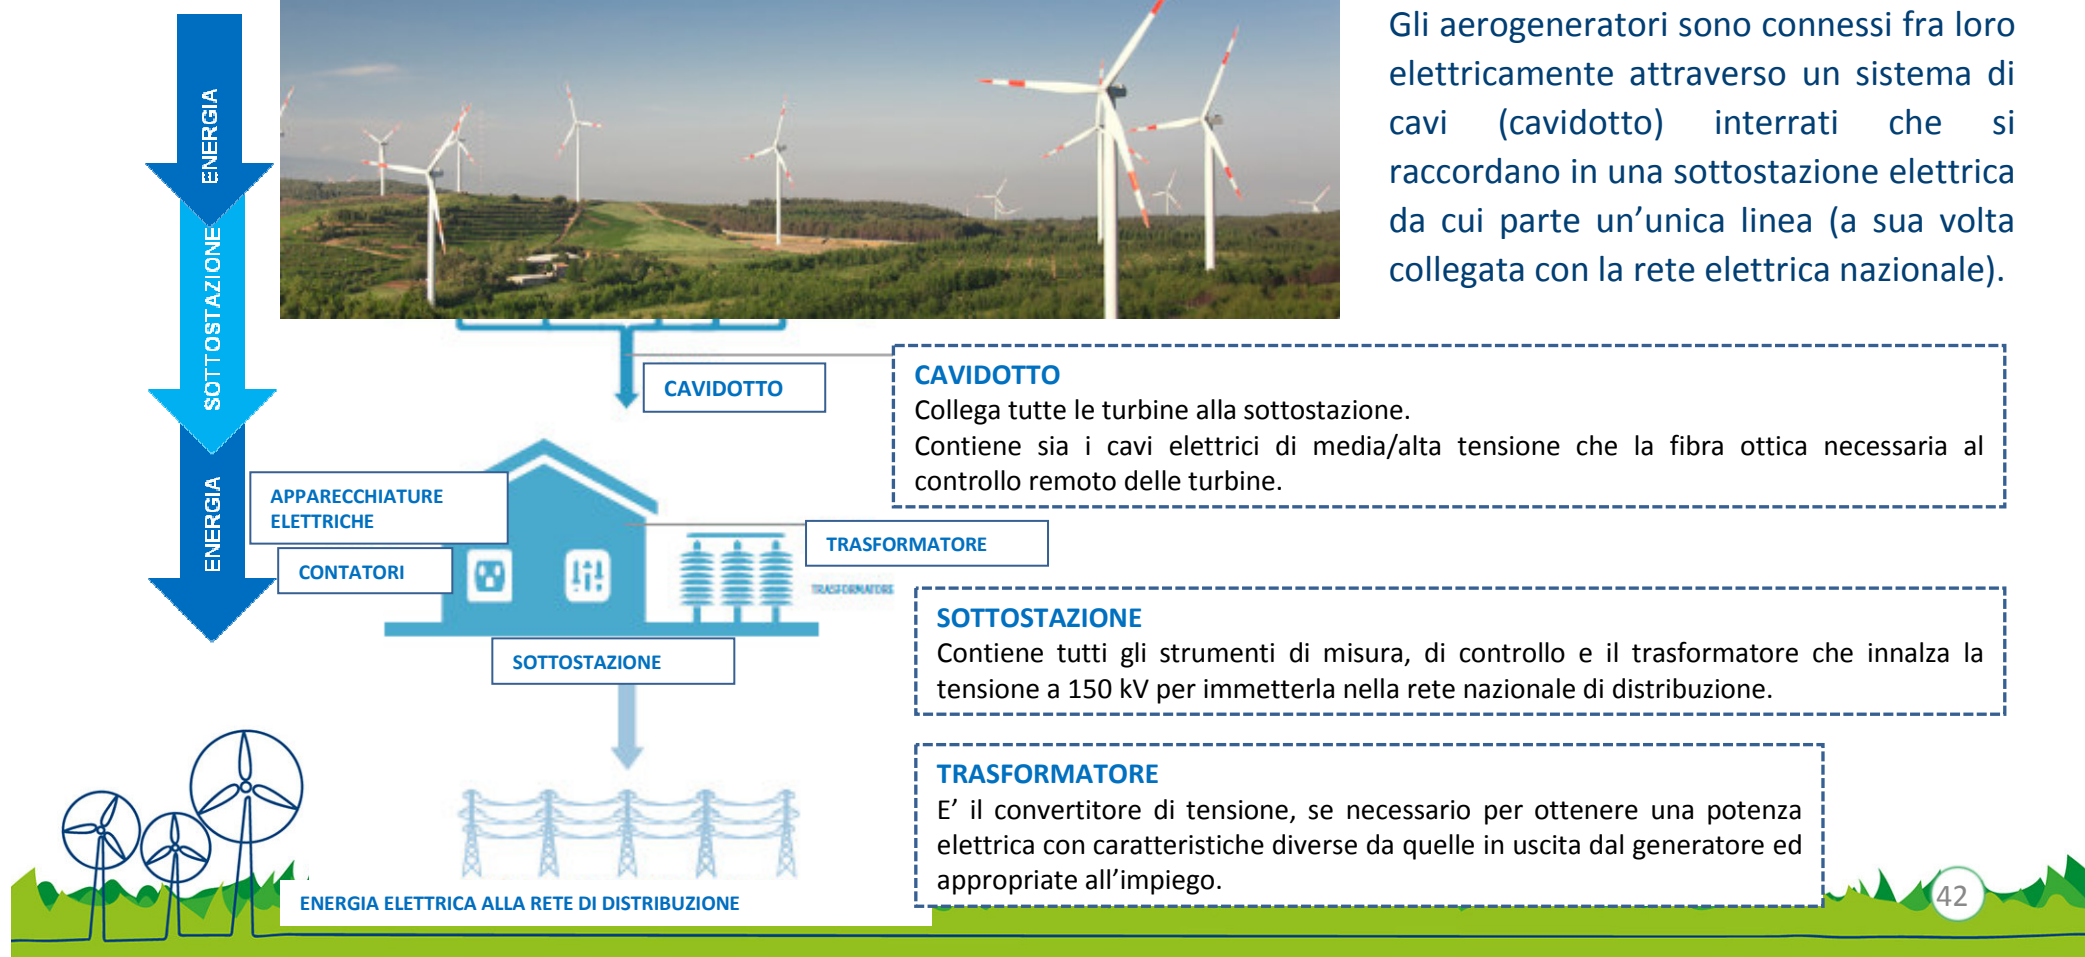 Gli aerogeneratori sono connessi fra loro
elettricamente attraverso un sistema di
cavi (cavidotto) interrati che si
raccordano in una sottostazione elettrica
da cui parte un’unica linea (a sua volta
collegata con la rete elettrica nazionale).
ENERGIA
SOTTOSTAZIONE
ENERGIA
CAVIDOTTO
CAVIDOTTO
Collega tutte le turbine alla sottostazione.
Contiene sia i cavi elettrici di media/alta tensione che la fibra ottica necessaria al
controllo remoto delle turbine.
APPARECCHIATURE
ELETTRICHE
CONTATORI
TRASFORMATORE
TRASFORMATORE
SOTTOSTAZIONE
SOTTOSTAZIONE
Contiene tutti gli strumenti di misura, di controllo e il trasformatore che innalza la
tensione a 150 kV per immetterla nella rete nazionale di distribuzione.
TRASFORMATORE
E’ il convertitore di tensione, se necessario per ottenere una potenza
elettrica con caratteristiche diverse da quelle in uscita dal generatore ed
appropriate all’impiego.
ENERGIA ELETTRICA ALLA RETE DI DISTRIBUZIONE
42